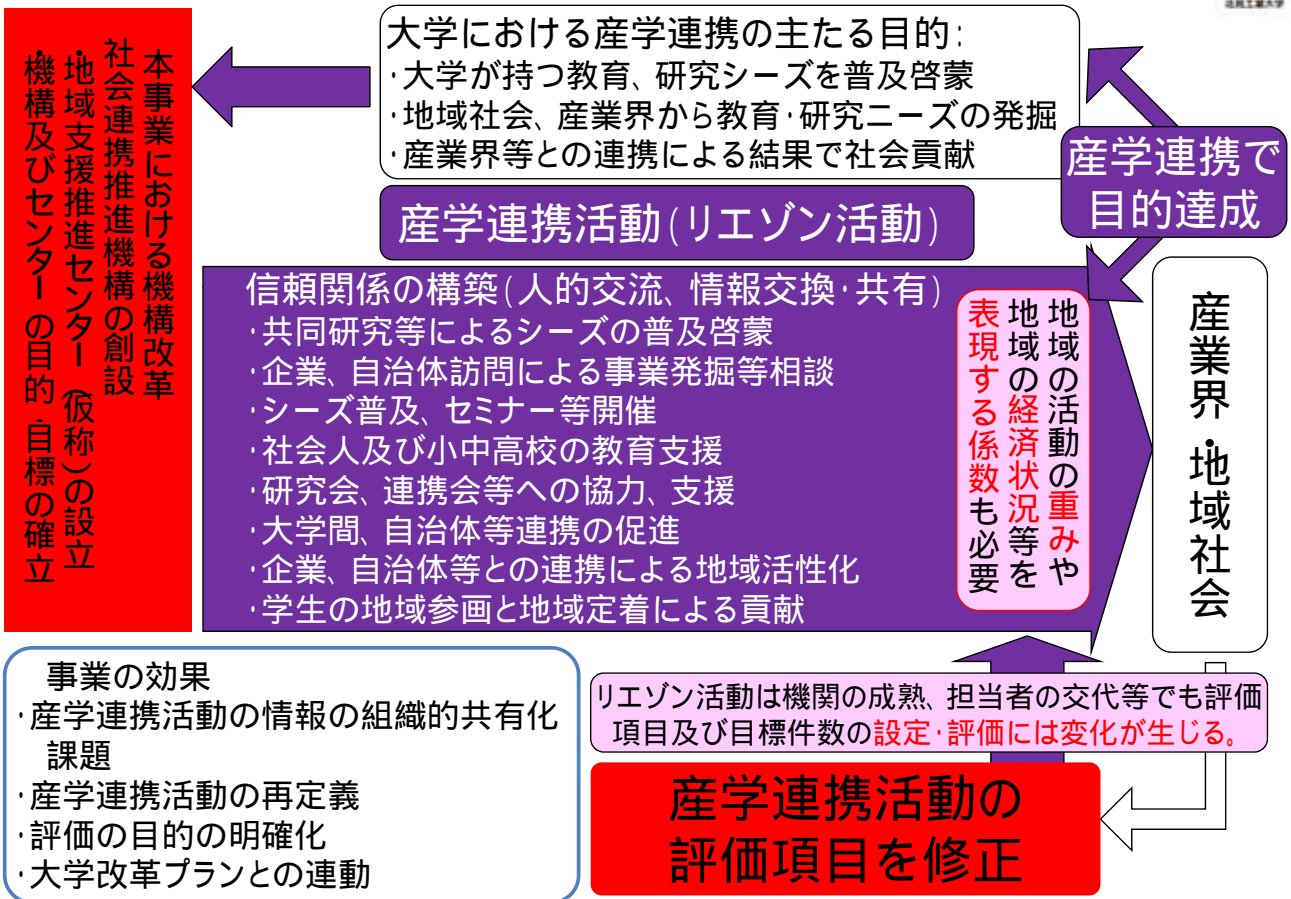 北見工業大学
本事業における機構改革
社会連携推進機構の創設
・地域支援推進センター(仮称)の設立
・機構及びセンターの目的・目標の確立
大学における産学連携の主たる目的:
・大学が持つ教育、研究シーズを普及啓蒙
・地域社会、産業界から教育・研究ニーズの発掘
・産業界等との連携による結果で社会貢献
産学連携で
目的達成
産学連携活動(リエゾン活動)
信頼関係の構築(人的交流、情報交換・共有)
・共同研究等によるシーズの普及啓蒙
・企業、自治体訪問による事業発掘等相談
・シーズ普及、セミナー等開催
・社会人及び小中高校の教育支援
・研究会、連携会等への協力、支援
・大学間、自治体等連携の促進
・企業、自治体等との連携による地域活性化
・学生の地域参画と地域定着による貢献
地域の活動の重みや
地域の経済状況等を
表現する係数も必要
産業界・地域社会
事業の効果
・産学連携活動の情報の組織的共有化
課題
・産学連携活動の再定義
・評価の目的の明確化
・大学改革プランとの連動
リエゾン活動は機関の成熟、担当者の交代等でも評価
項目及び目標件数の設定・評価には変化が生じる。
産学連携活動の
評価項目を修正